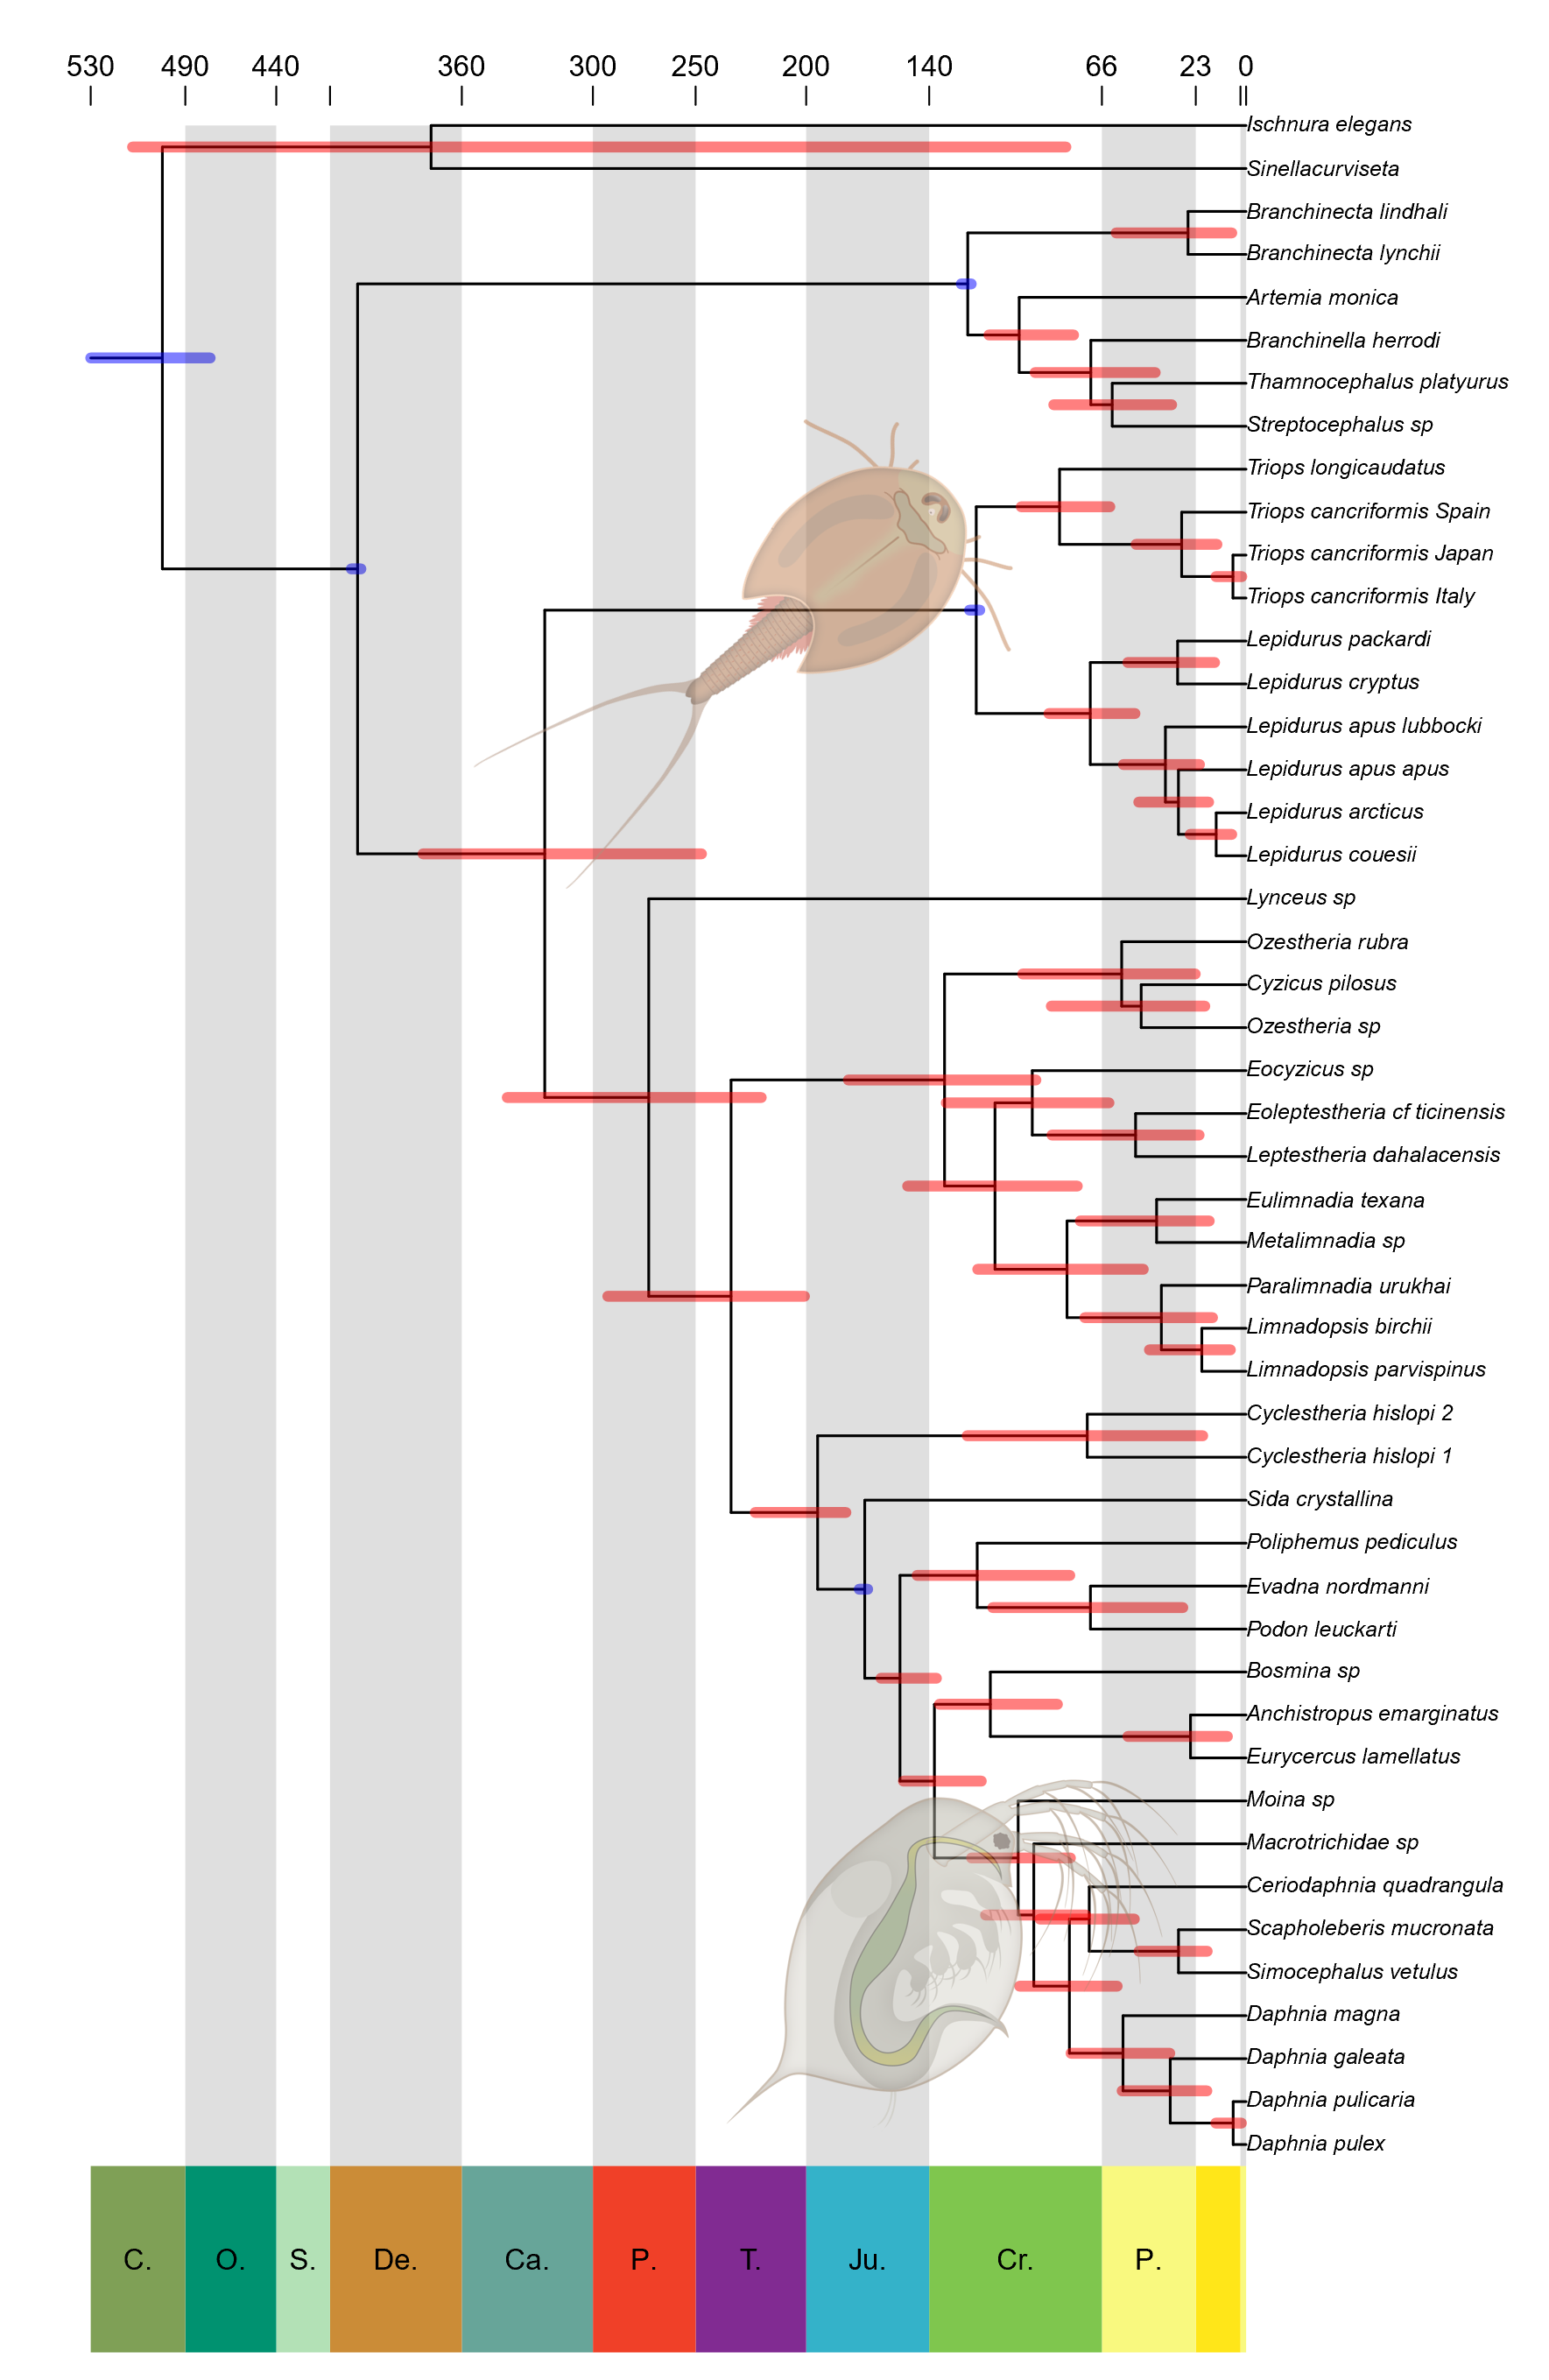 530 490 440 360 300 250 200 140 66 23 0
Ischnura elegans
Sinellacurviseta
Branchinecta lindhali
Branchinecta lynchii
Artemia monica
Branchinella herrodi
Thamnocephalus platyurus
Streptocephalus sp
Triops longicaudatus
Triops cancriformis Spain
Triops cancriformis Japan
Triops cancriformis Italy
Lepidurus packardi
Lepidurus cryptus
Lepidurus apus lubbocki
Lepidurus apus apus
Lepidurus arcticus
Lepidurus couesii
Lynceus sp
Ozestheria rubra
Cyzicus pilosus
Ozestheria sp
Eocyzicus sp
Eoleptestheria cf ticinensis
Leptestheria dahalacensis
Eulimnadia texana
Metalimnadia sp
Paralimnadia urukhai
Limnadopsis birchii
Limnadopsis parvispinus
Cyclestheria hislopi 2
Cyclestheria hislopi 1
Sida crystallina
Poliphemus pediculus
Evadna nordmanni
Podon leuckarti
Bosmina sp
Anchistropus emarginatus
Eurycercus lamellatus
Moina sp
Macrotrichidae sp
Ceriodaphnia quadrangula
Scapholeberis mucronata
Simocephalus vetulus
Daphnia magna
Daphnia galeata
Daphnia pulicaria
Daphnia pulex
C. O. S. De. Ca. P. T. Ju. Cr. P.